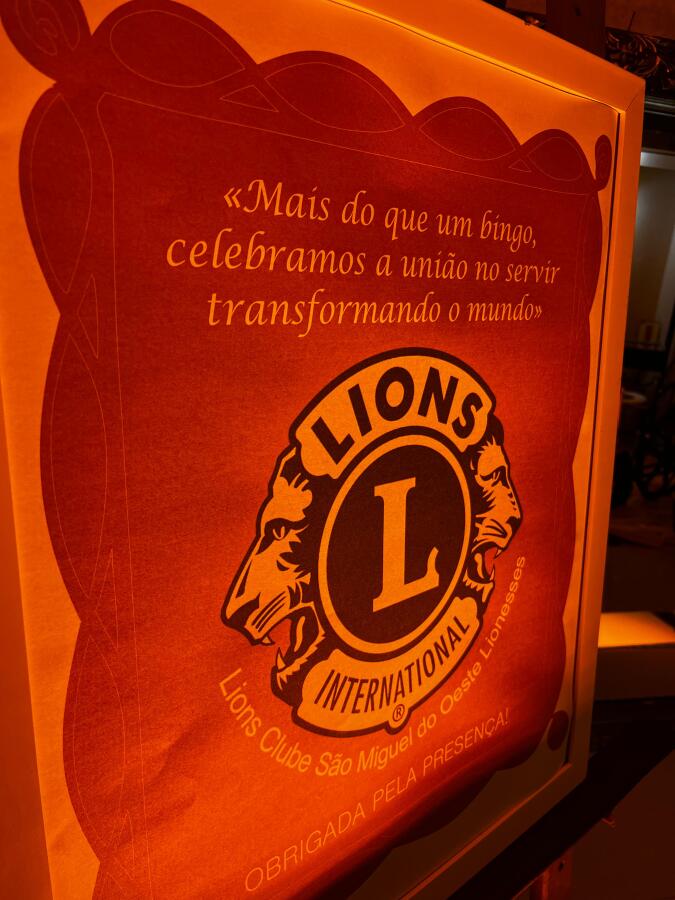 «Mais do que um bingo,
celebramos a união no servir
transformando o mundo»
LIONS
L
INTERNATIONAL
®
Lions Clube São Miguel do Oeste Lionesses
OBRIGADA PELA PRESENÇA!